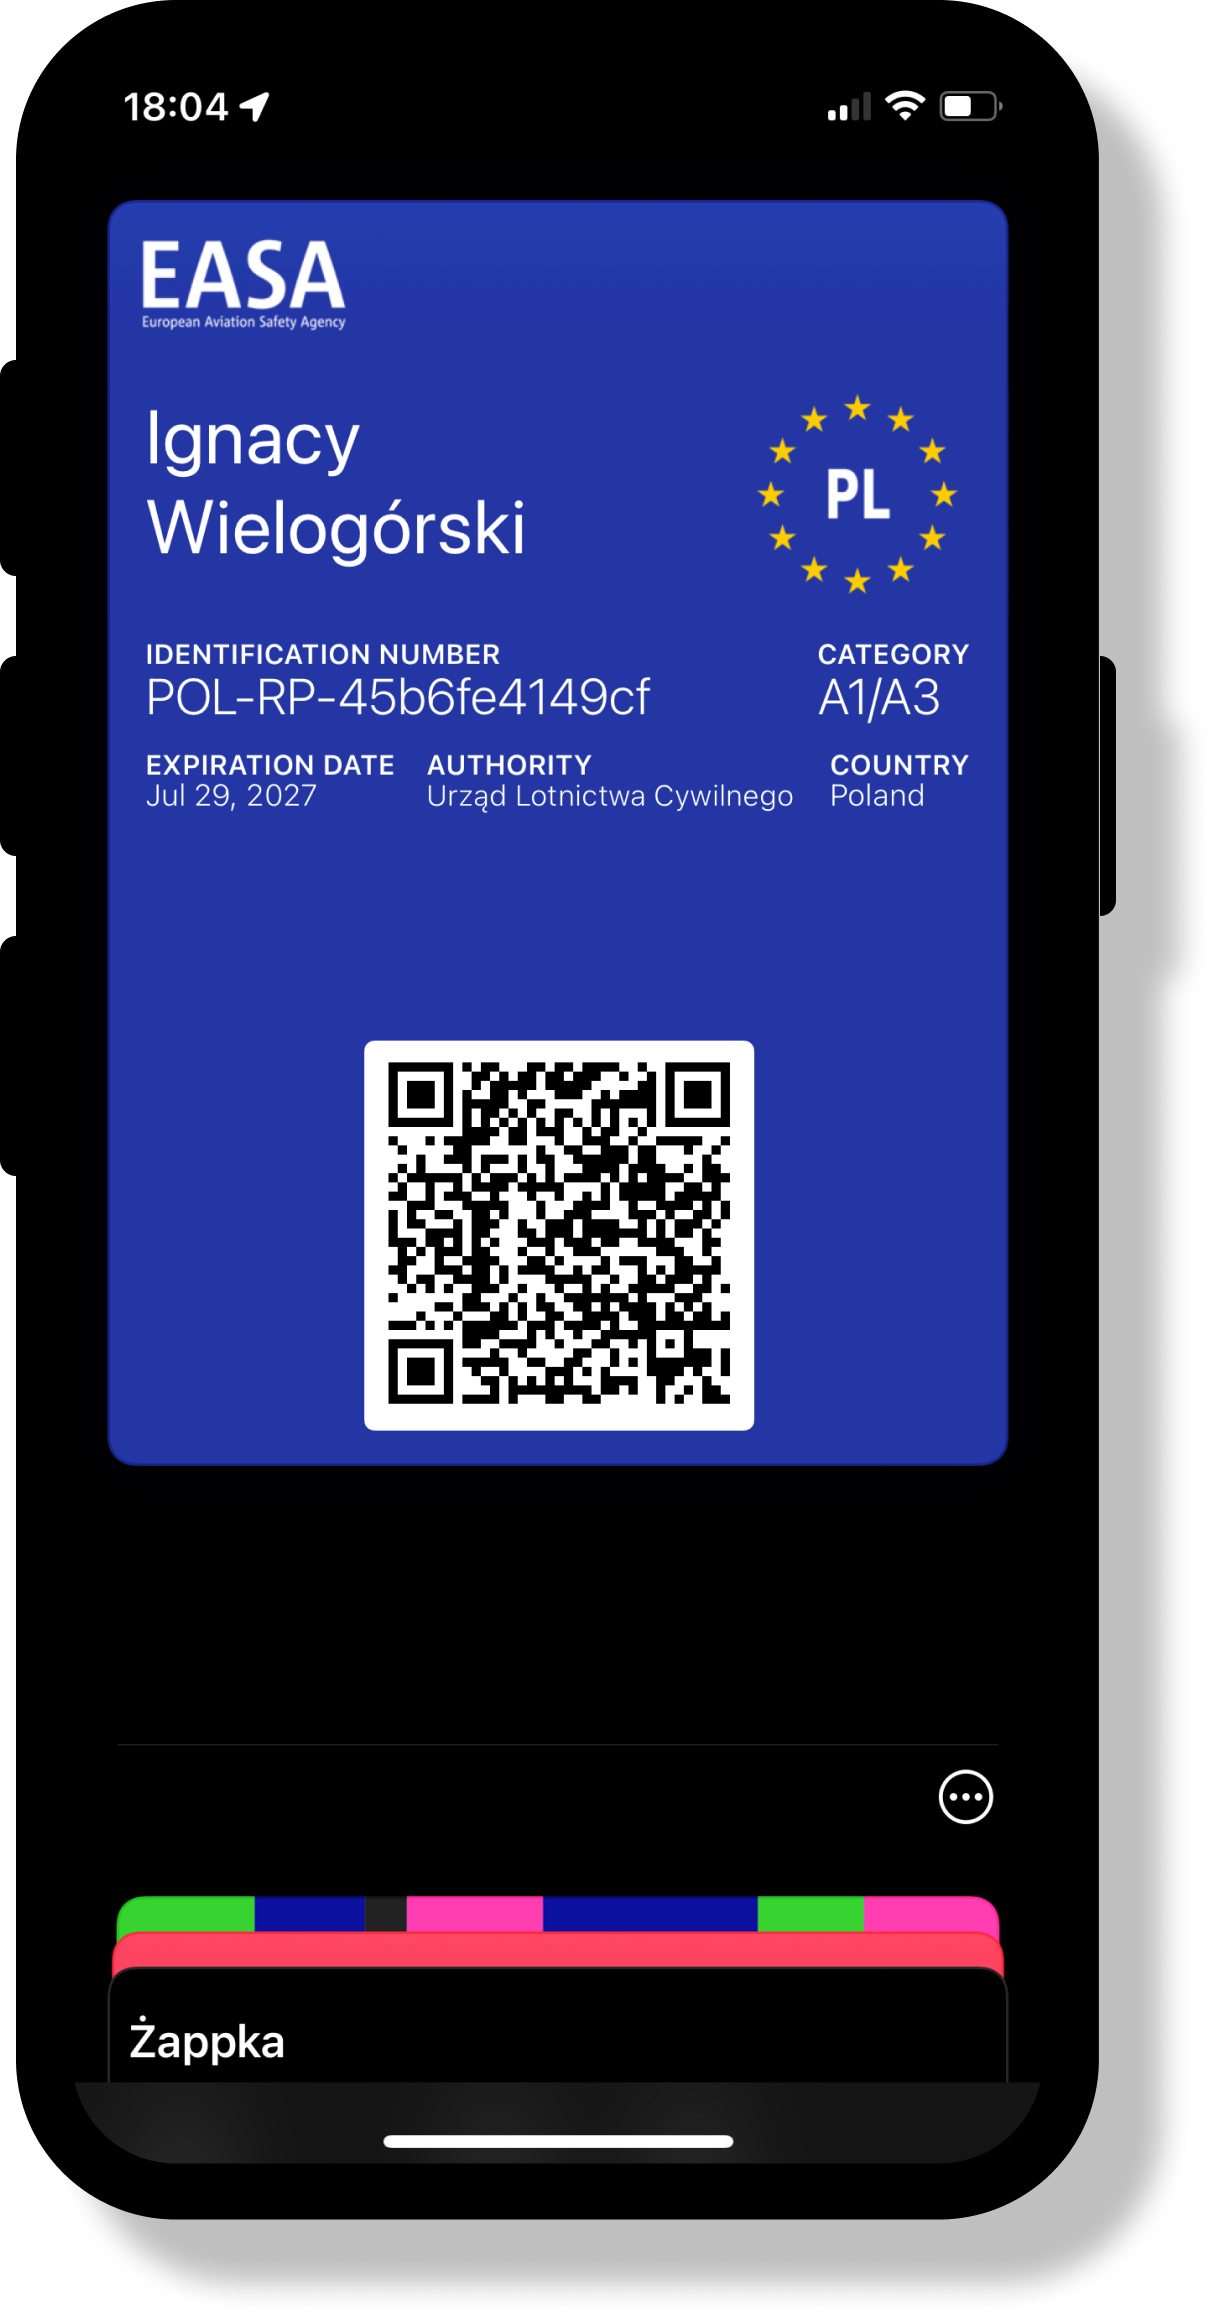 18:04
EASA
European Aviation Safety Agency
Ignacy
Wielogórski
PL
IDENTIFICATION NUMBER CATEGORY
POL-RP-45b6fe4149cf A1/A3
EXPIRATION DATE AUTHORITY COUNTRY
Jul 29, 2027 Urząd Lotnictwa Cywilnego Poland
Żappka